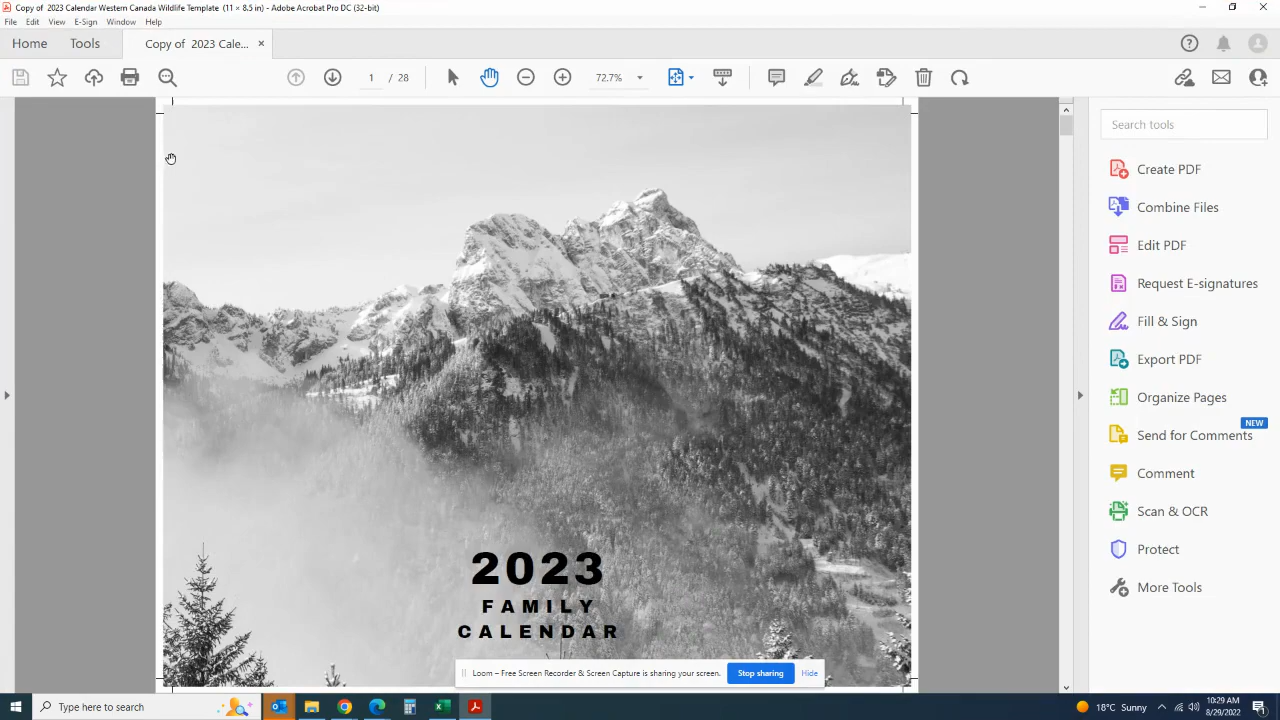 Copy of  2023 Calendar Western Canada Wildlife Template  (11 × 8.5 in) - Adobe Acrobat Pro DC (32-bit)
File Edit View E-Sign Window Help
Home Tools Copy of  2023 Cale... ×
1 / 28 72.7%
Search tools
Create PDF
Combine Files
Edit PDF
Request E-signatures
Fill & Sign
Export PDF
Organize Pages
NEW
Send for Comments
Comment
Scan & OCR
Protect
More Tools
2023
FAMILY
CALENDAR
Loom – Free Screen Recorder & Screen Capture is sharing your screen. Stop sharing Hide
Type here to search
18°C Sunny
10:29 AM
8/29/2022